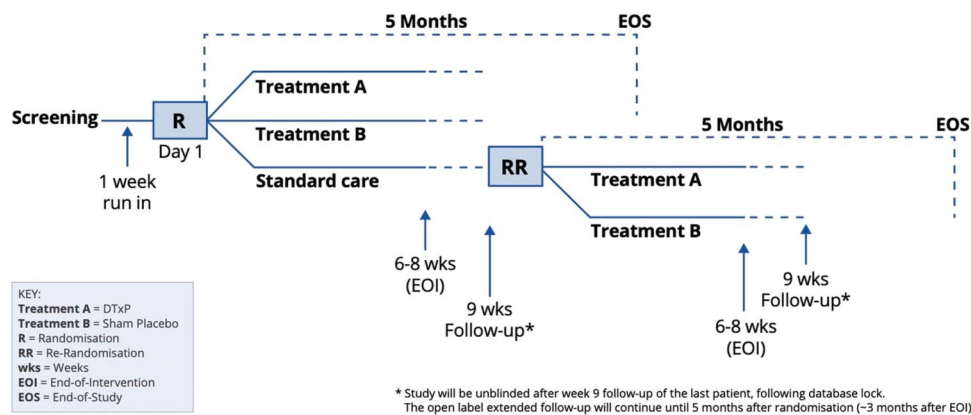 5 Months
EOS
Treatment A
Screening
R
Treatment B
Day 1
5 Months
EOS
1 week
run in
Standard care
RR
Treatment A
Treatment B
6-8 wks
(EOI)
9 wks
Follow-up*
9 wks
Follow-up*
6-8 wks
(EOI)
KEY:
Treatment A = DTxP
Treatment B = Sham Placebo
R = Randomisation
RR = Re-Randomisation
wks = Weeks
EOI = End-of-Intervention
EOS = End-of-Study
* Study will be unblinded after week 9 follow-up of the last patient, following database lock.
The open label extended follow-up will continue until 5 months after randomisation (~3 months after EOI)